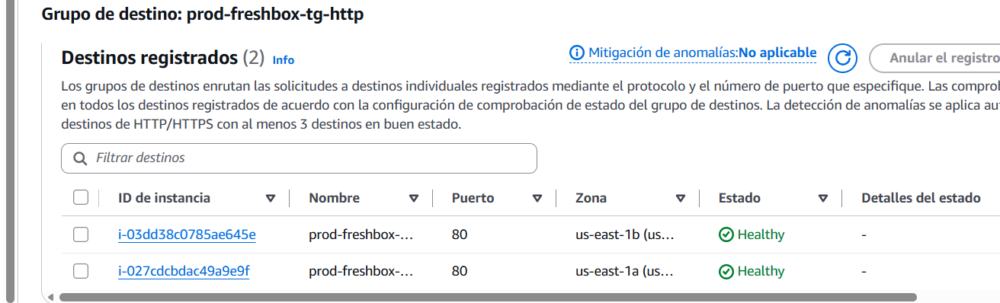 Grupo de destino: prod-freshbox-tg-http
Destinos registrados (2) Info
Mitigación de anomalías:No aplicable
Anular el registro
Los grupos de destinos enrutan las solicitudes a destinos individuales registrados mediante el protocolo y el número de puerto que especifique. Las comprob
en todos los destinos registrados de acuerdo con la configuración de comprobación de estado del grupo de destinos. La detección de anomalías se aplica aut
destinos de HTTP/HTTPS con al menos 3 destinos en buen estado.
Filtrar destinos
ID de instancia Nombre Puerto Zona Estado Detalles del estado
i-03dd38c0785ae645e prod-freshbox-... 80 us-east-1b (us... Healthy -
i-027cdcbdac49a9e9f prod-freshbox-... 80 us-east-1a (us... Healthy -